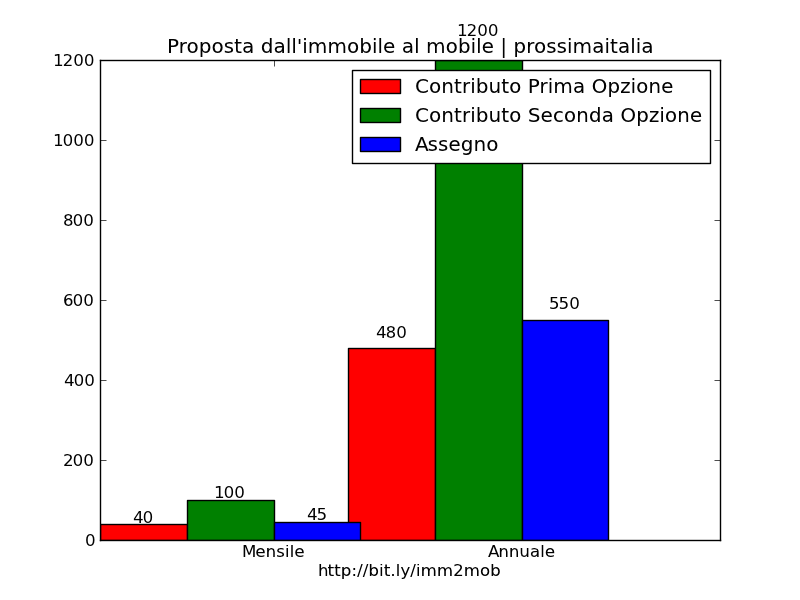 1200
Proposta dall'immobile al mobile | prossimaitalia
1200
Contributo Prima Opzione
Contributo Seconda Opzione
1000
Assegno
800
600
550
480
400
200
100
40
45
0
Mensile
Annuale
http://bit.ly/imm2mob